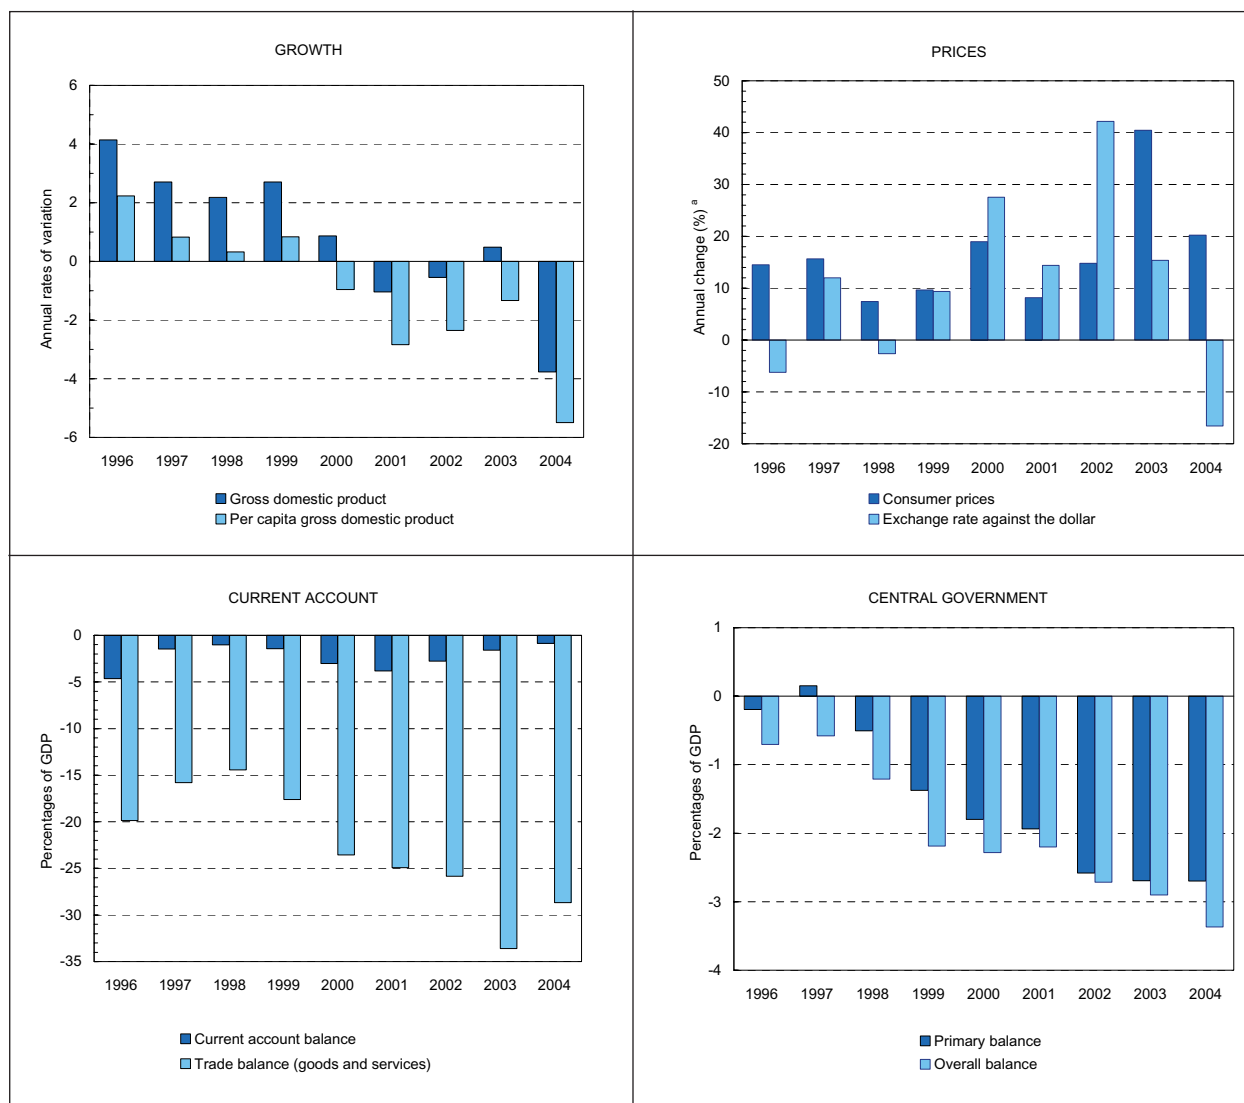 GROWTH
6
4
2
0
-2
-4
-6
Annual rates of variation
1996 1997 1998 1999 2000 2001 2002 2003 2004
Gross domestic product
Per capita gross domestic product
PRICES
50
40
30
20
10
0
-10
-20
Annual change (%) a
1996 1997 1998 1999 2000 2001 2002 2003 2004
Consumer prices
Exchange rate against the dollar
CURRENT ACCOUNT
0
-5
-10
-15
-20
-25
-30
-35
Percentages of GDP
1996 1997 1998 1999 2000 2001 2002 2003 2004
Current account balance
Trade balance (goods and services)
CENTRAL GOVERNMENT
1
0
-1
-2
-3
-4
Percentages of GDP
1996 1997 1998 1999 2000 2001 2002 2003 2004
Primary balance
Overall balance